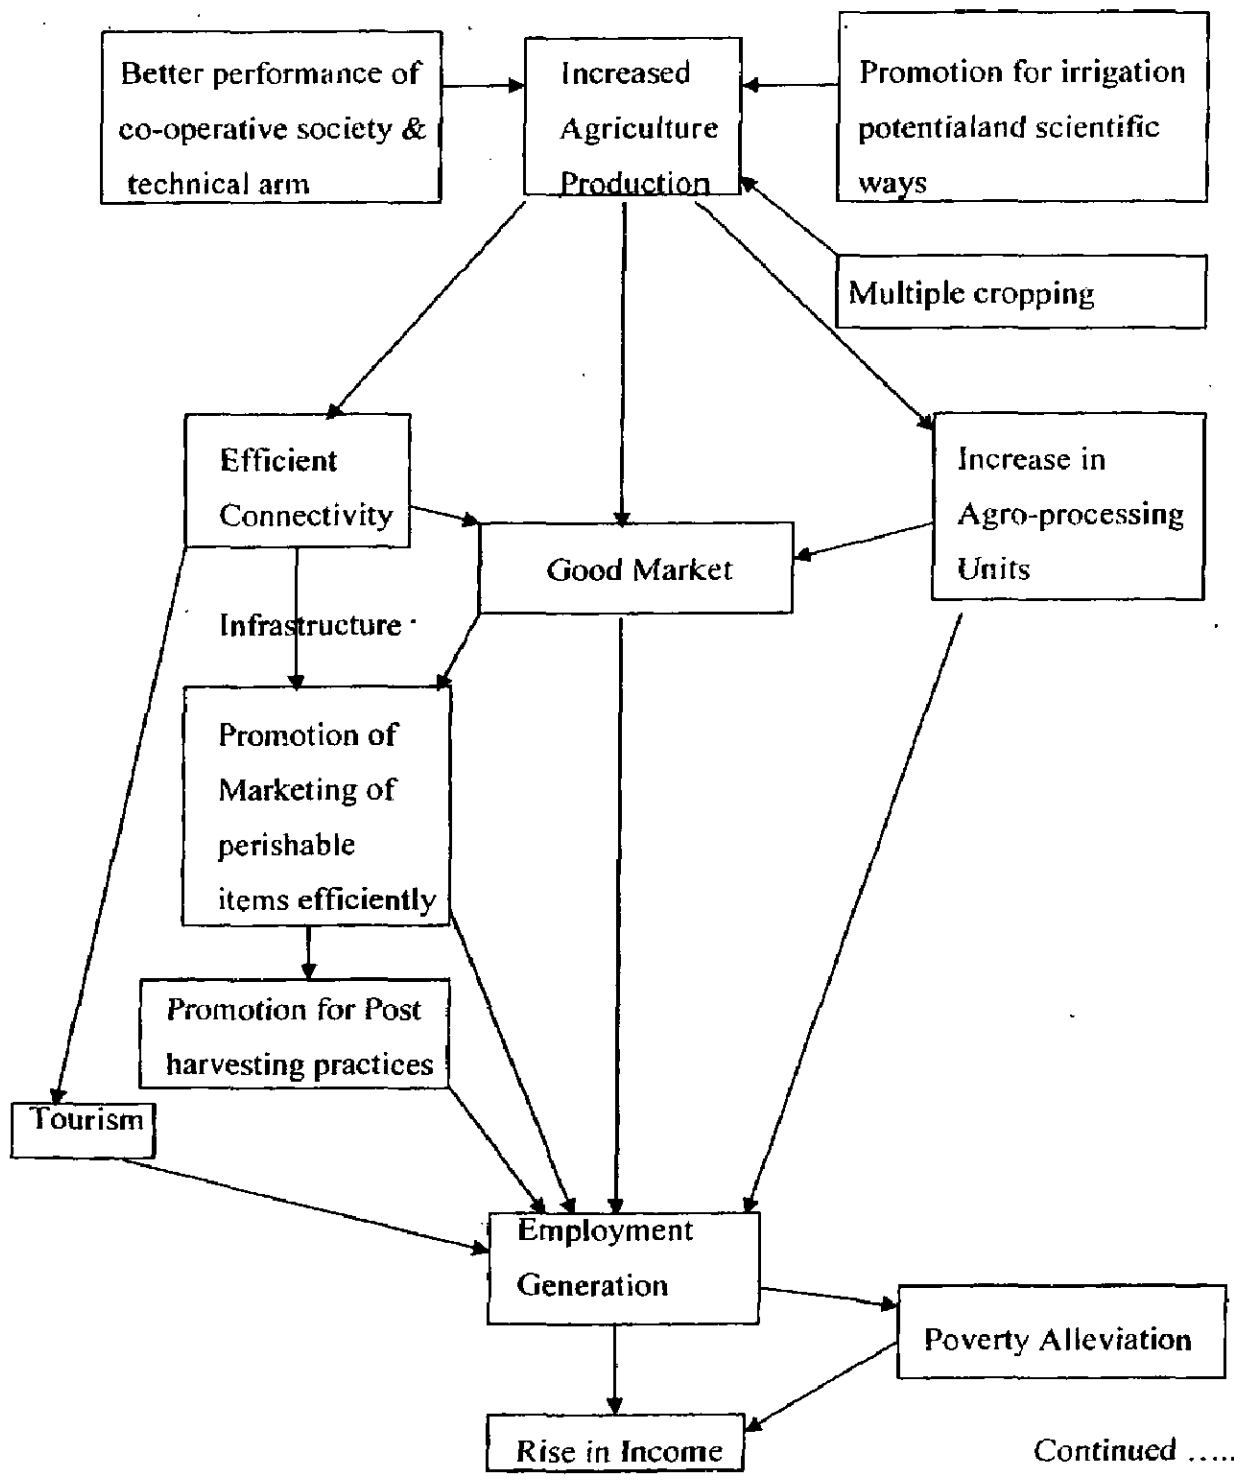 Better performance of
co-operative society &
technical arm
Increased
Agriculture
Production
Promotion for irrigation
potentialand scientific
ways
Multiple cropping
Efficient
Connectivity
Infrastructure
Good Market
Increase in
Agro-processing
Units
Promotion of
Marketing of
perishable
items efficiently
Promotion for Post
harvesting practices
Tourism
Employment
Generation
Poverty Alleviation
Rise in Income
Continued .....